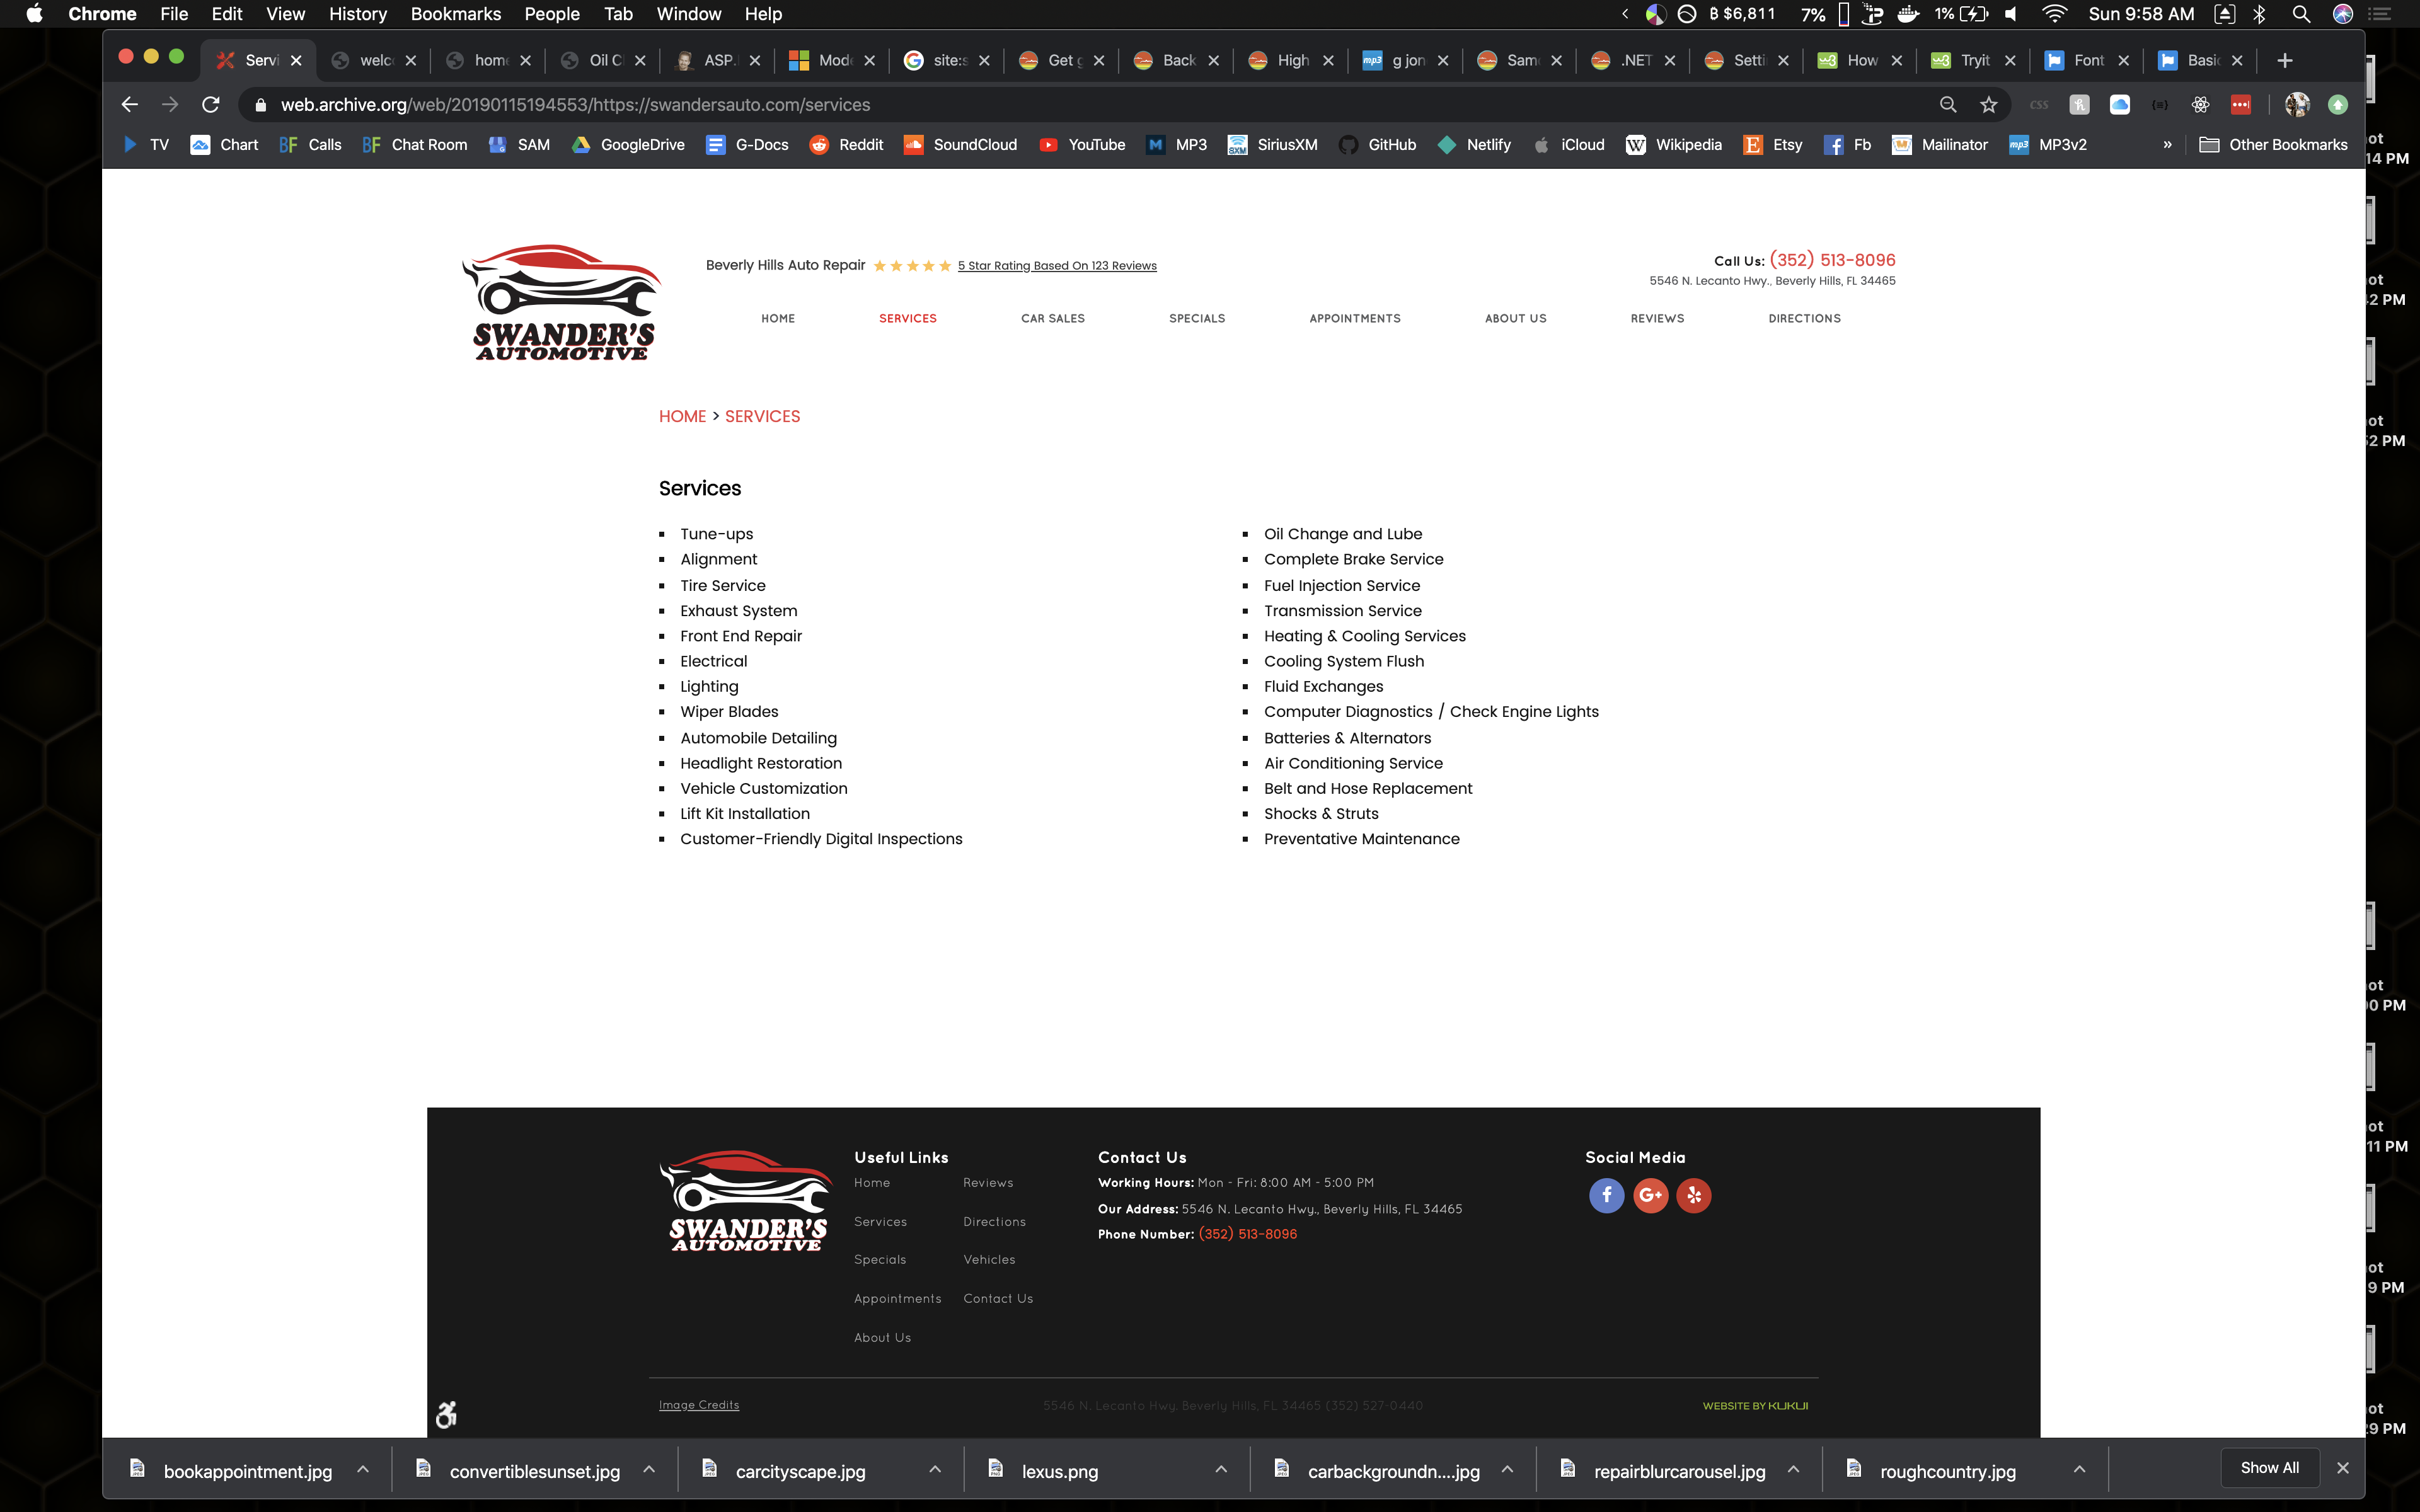 Chrome File Edit View History Bookmarks People Tab Window Help
฿ $6,811 7% 1% Sun 9:58 AM
Servi welc hom Oil C ASP. Mod site:s Get g Back High g jon Sam .NET Setti How Tryit Font Basic
web.archive.org/web/20190115194553/https://swandersauto.com/services
TV Chart BF Calls BF Chat Room SAM GoogleDrive G-Docs Reddit SoundCloud YouTube MP3 SiriusXM GitHub Netlify iCloud Wikipedia Etsy Fb Mailinator MP3v2 » Other Bookmarks
Beverly Hills Auto Repair 5 Star Rating Based On 123 Reviews
Call Us: (352) 513-8096
5546 N. Lecanto Hwy., Beverly Hills, FL 34465
HOME SERVICES CAR SALES SPECIALS APPOINTMENTS ABOUT US REVIEWS DIRECTIONS
SWANDER'S
AUTOMOTIVE
HOME > SERVICES
Services
Tune-ups
Alignment
Tire Service
Exhaust System
Front End Repair
Electrical
Lighting
Wiper Blades
Automobile Detailing
Headlight Restoration
Vehicle Customization
Lift Kit Installation
Customer-Friendly Digital Inspections
Oil Change and Lube
Complete Brake Service
Fuel Injection Service
Transmission Service
Heating & Cooling Services
Cooling System Flush
Fluid Exchanges
Computer Diagnostics / Check Engine Lights
Batteries & Alternators
Air Conditioning Service
Belt and Hose Replacement
Shocks & Struts
Preventative Maintenance
SWANDER'S
AUTOMOTIVE
Useful Links
Home Reviews
Services Directions
Specials Vehicles
Appointments Contact Us
About Us
Contact Us
Working Hours: Mon - Fri: 8:00 AM - 5:00 PM
Our Address: 5546 N. Lecanto Hwy., Beverly Hills, FL 34465
Phone Number: (352) 513-8096
Social Media
Image Credits 5546 N. Lecanto Hwy. Beverly Hills, FL 34465 (352) 527-0440 WEBSITE BY KUKUI
bookappointment.jpg convertiblesunset.jpg carcityscape.jpg lexus.png carbackgroundn....jpg repairblurcarousel.jpg roughcountry.jpg Show All